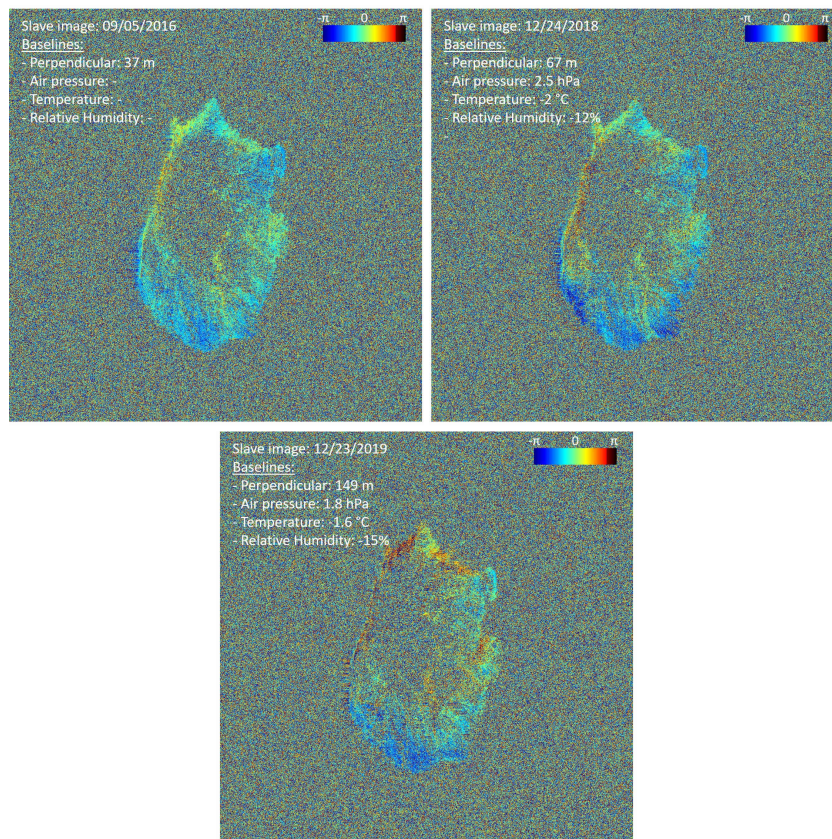 Slave image: 09/05/2016
-π 0 π
Baselines:
- Perpendicular: 37 m
- Air pressure: -
- Temperature: -
- Relative Humidity: -
Slave image: 12/24/2018
-π 0 π
Baselines:
- Perpendicular: 67 m
- Air pressure: 2.5 hPa
- Temperature: -2 °C
- Relative Humidity: -12%
-
Slave image: 12/23/2019
-π 0 π
Baselines:
- Perpendicular: 149 m
- Air pressure: 1.8 hPa
- Temperature: -1.6 °C
- Relative Humidity: -15%